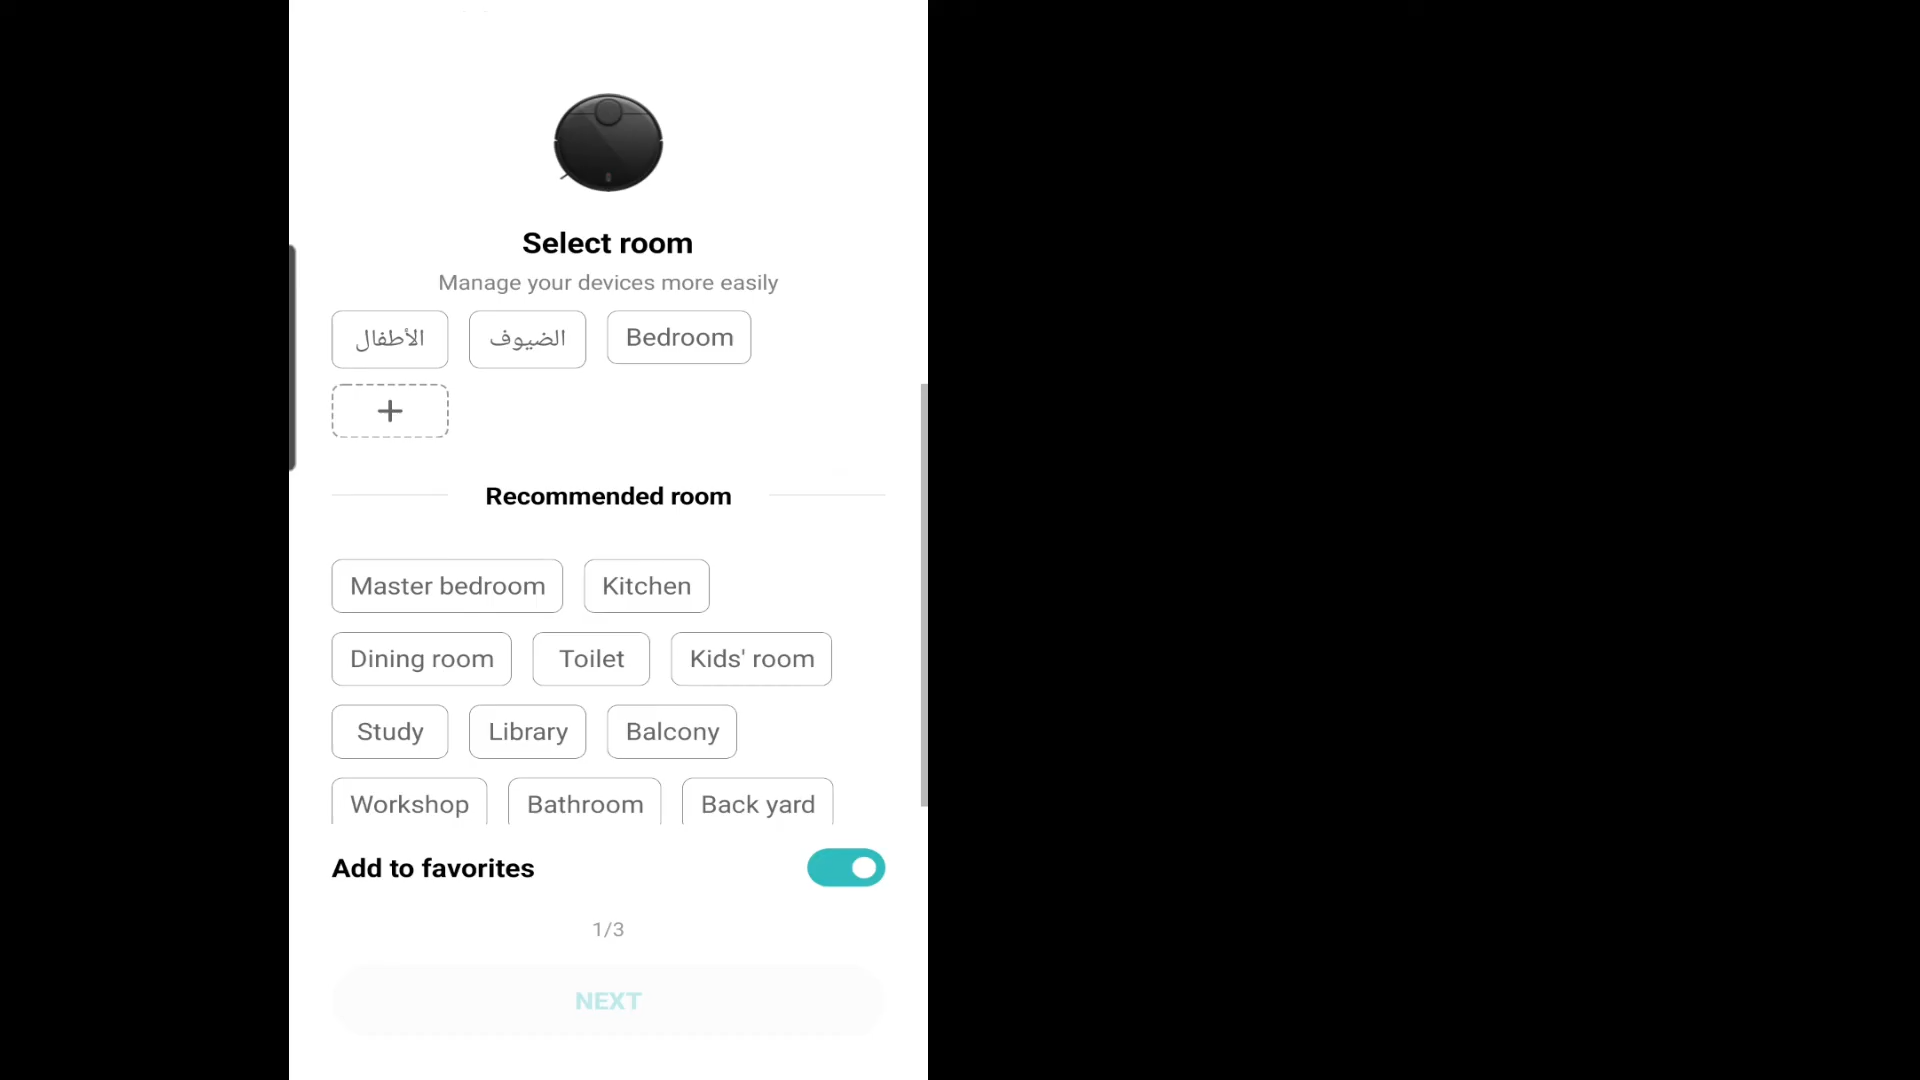 Select room
Manage your devices more easily
الأطفال
الضيوف
Bedroom
+
Recommended room
Master bedroom
Kitchen
Dining room
Toilet
Kids' room
Study
Library
Balcony
Workshop
Bathroom
Back yard
Add to favorites
1/3
NEXT